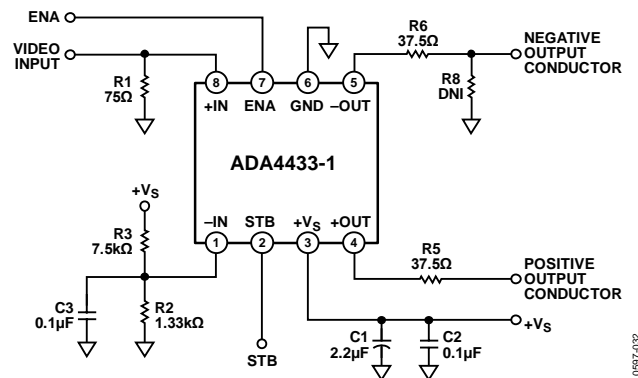 ENA
VIDEO
INPUT
R1
75Ω
R6
37.5Ω
NEGATIVE
OUTPUT
CONDUCTOR
R8
DNI
8
7
6
5
+IN
ENA
GND
–OUT
ADA4433-1
–IN
STB
+VS
+OUT
1
2
3
4
+VS
R3
7.5kΩ
C3
0.1µF
R2
1.33kΩ
STB
R5
37.5Ω
POSITIVE
OUTPUT
CONDUCTOR
C1
2.2µF
C2
0.1µF
+VS